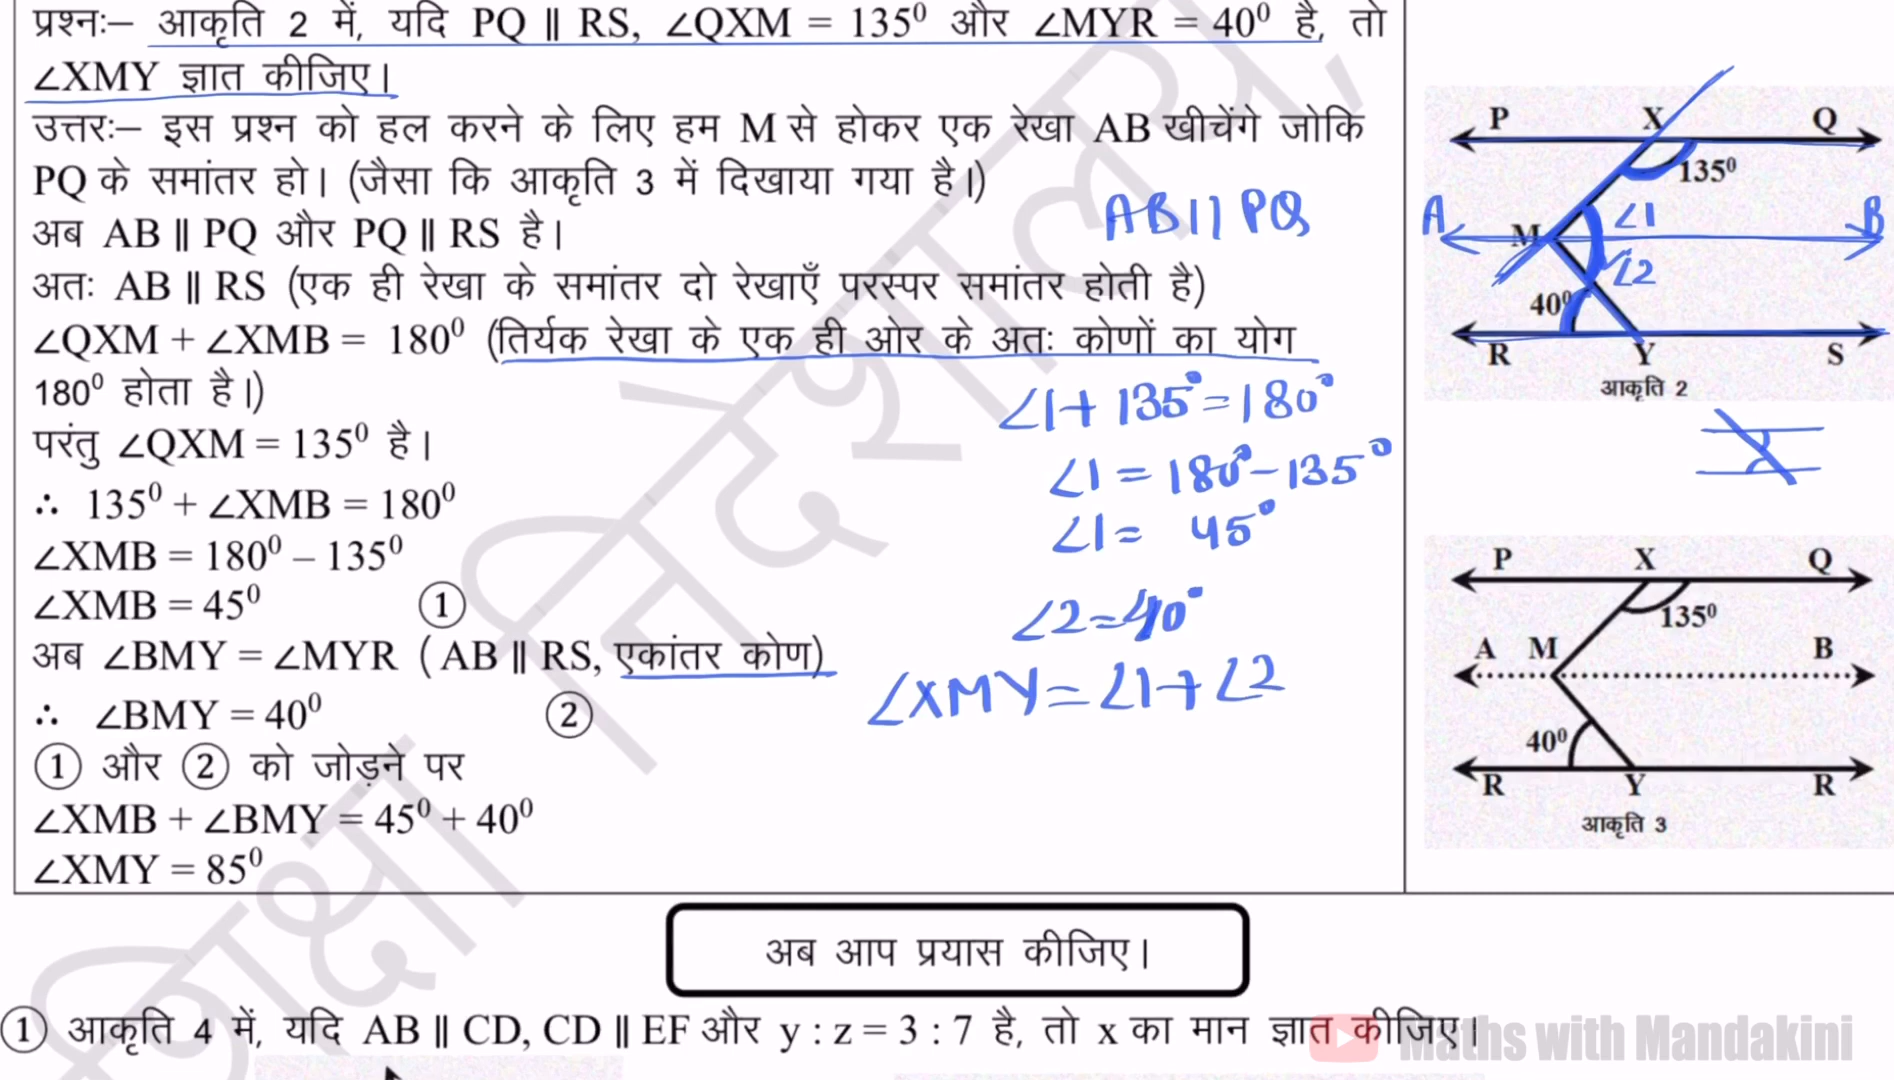 प्रश्नः– आकृति 2 में, यदि PQ || RS, ∠QXM = 135⁰ और ∠MYR = 40⁰ है, तो
∠XMY ज्ञात कीजिए।
उत्तरः– इस प्रश्न को हल करने के लिए हम M से होकर एक रेखा AB खीचेंगे जोकि
PQ के समांतर हो। (जैसा कि आकृति 3 में दिखाया गया है।)
अब AB || PQ और PQ || RS है।
अतः AB || RS (एक ही रेखा के समांतर दो रेखाएँ परस्पर समांतर होती है)
∠QXM + ∠XMB = 180⁰ (तिर्यक रेखा के एक ही ओर के अतः कोणों का योग
180⁰ होता है।)
परंतु ∠QXM = 135⁰ है।
∴ 135⁰ + ∠XMB = 180⁰
∠XMB = 180⁰ – 135⁰
∠XMB = 45⁰ ①
अब ∠BMY = ∠MYR ( AB || RS, एकांतर कोण)
∴ ∠BMY = 40⁰ ②
① और ② को जोड़ने पर
∠XMB + ∠BMY = 45⁰ + 40⁰
∠XMY = 85⁰
AB || PQ
∠1 + 135° = 180°
∠1 = 180° – 135°
∠1 = 45°
∠2 = 40°
∠XMY = ∠1 + ∠2
P X Q
135⁰
A M ∠1 B
∠2
40⁰
R Y S
आकृति 2
P X Q
135⁰
A M B
40⁰
R Y R
आकृति 3
अब आप प्रयास कीजिए।
① आकृति 4 में, यदि AB || CD, CD || EF और y : z = 3 : 7 है, तो x का मान ज्ञात कीजिए।
Maths with Mandakini
शिक्षा निदेशालय,